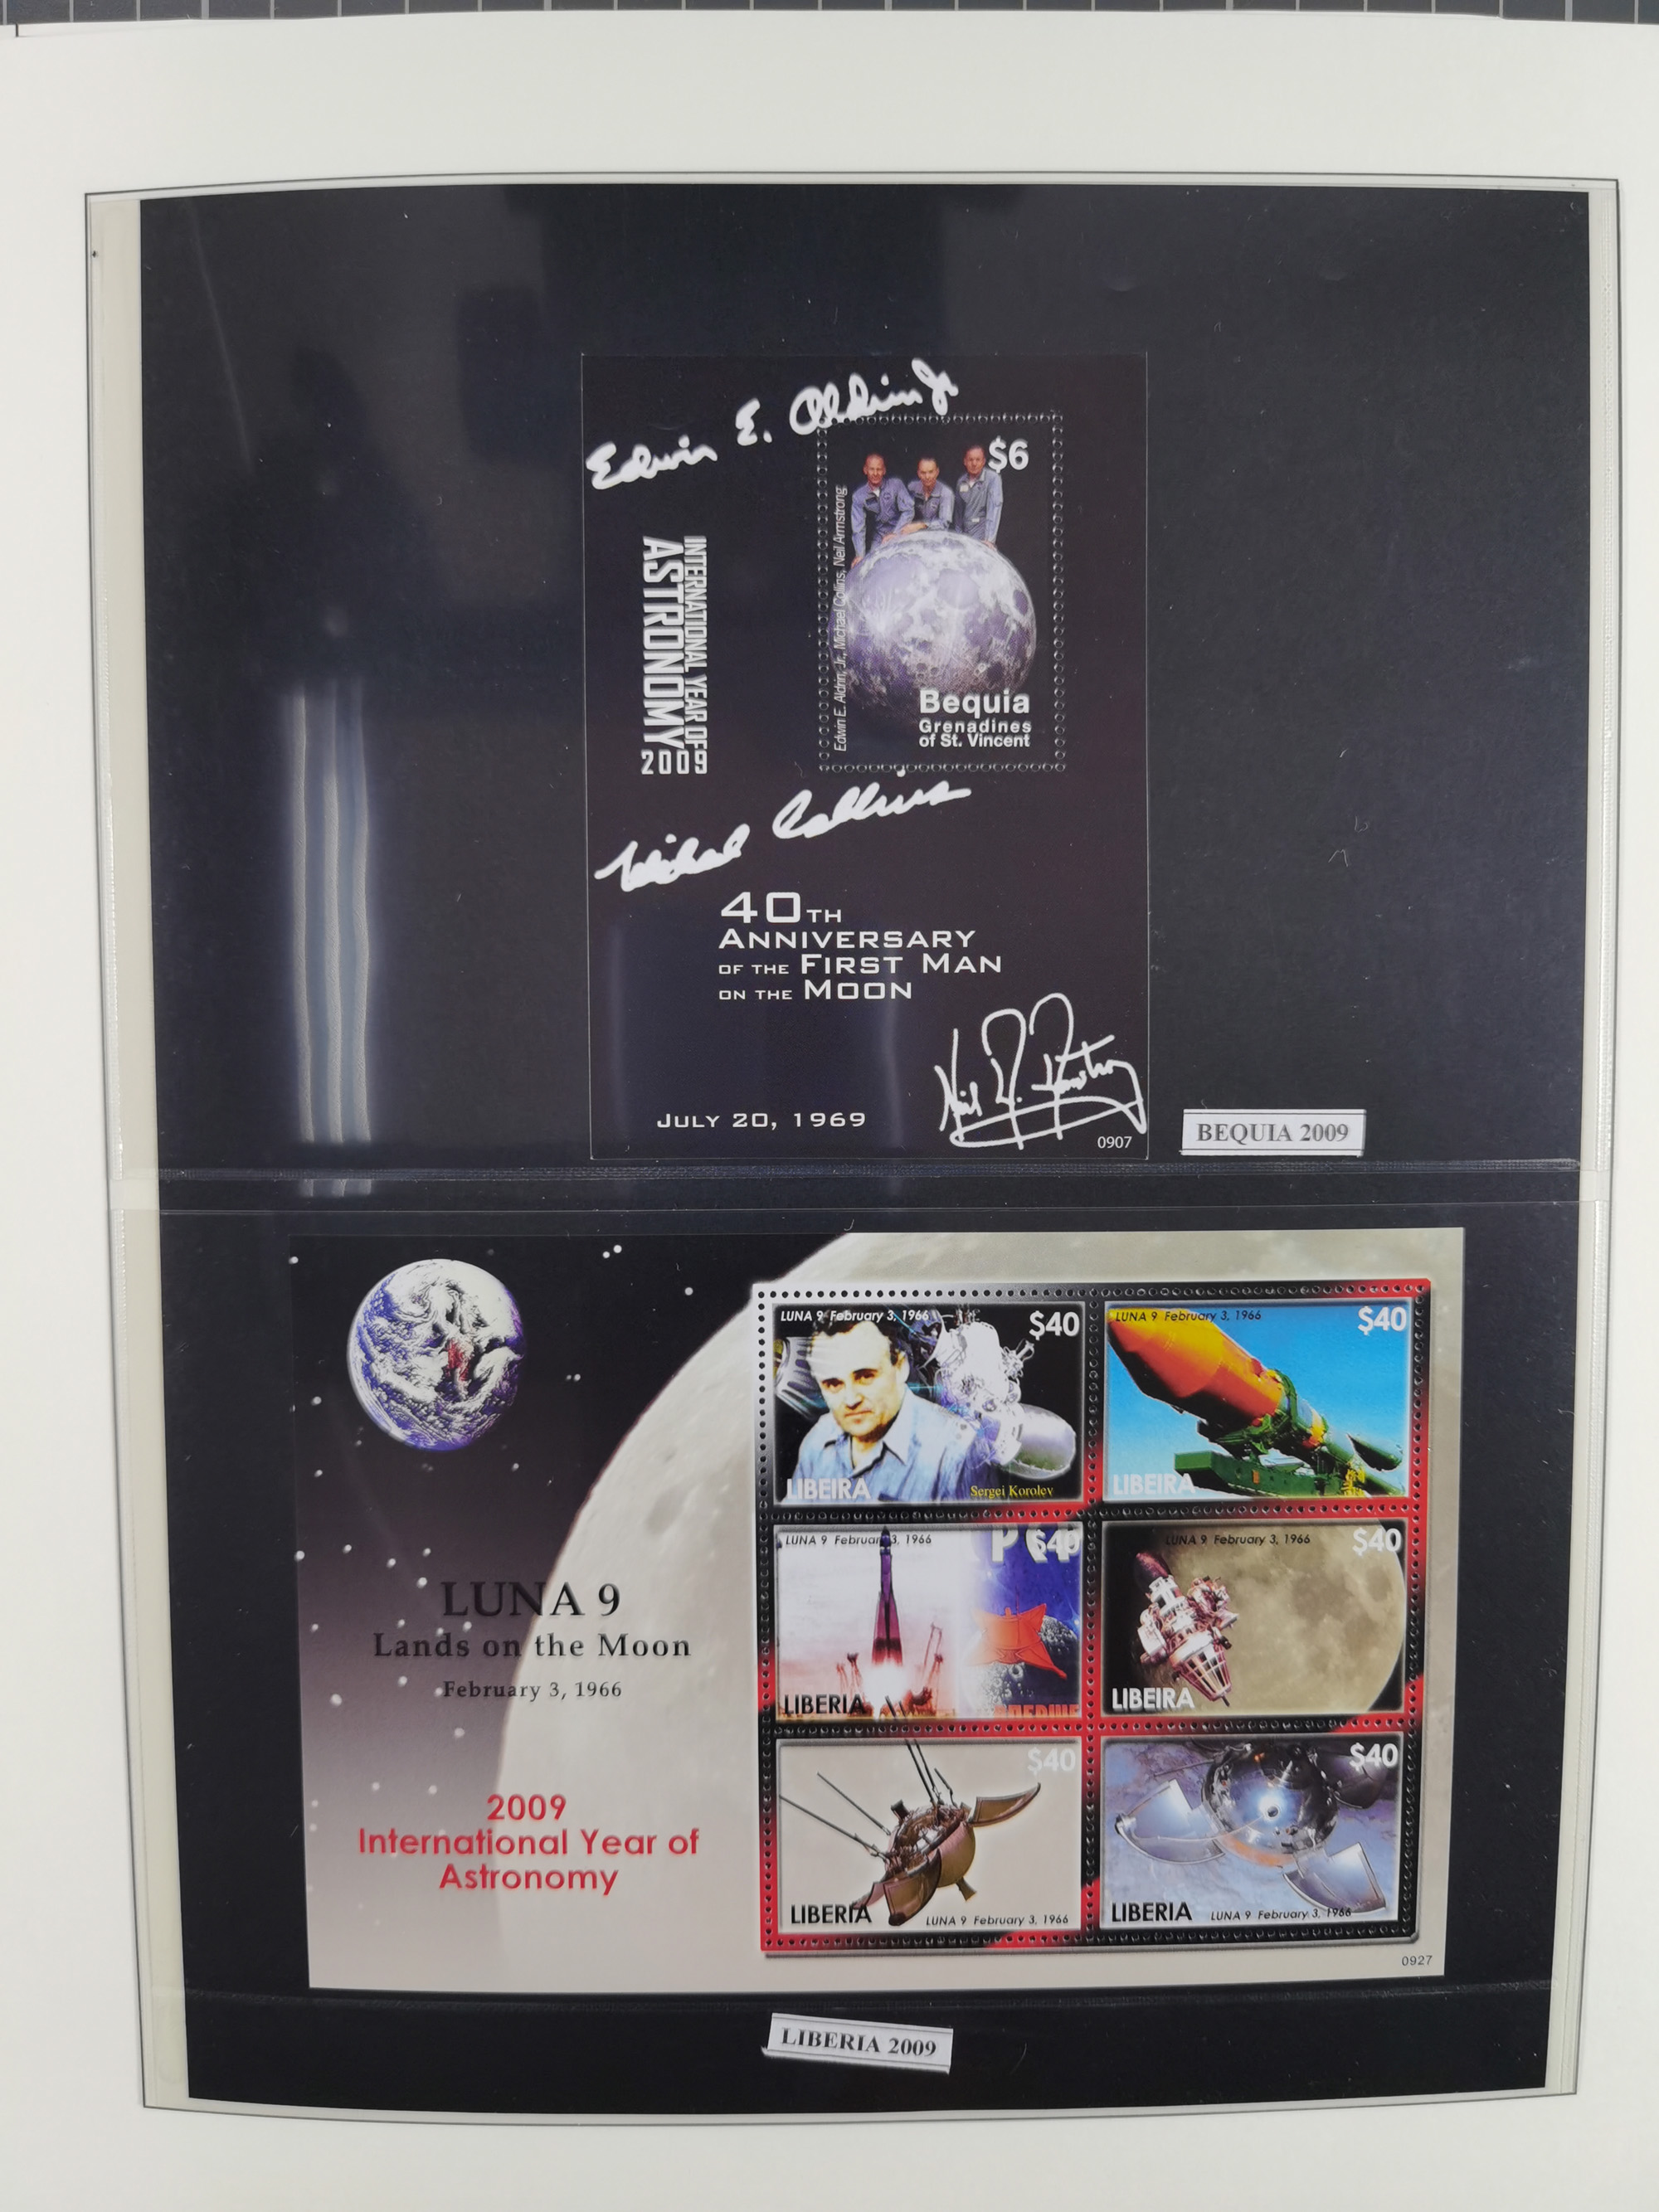 Edwin E. Aldrin Jr.
$6
Edwin E. Aldrin, Jr., Michael Collins, Neil Armstrong
INTERNATIONAL YEAR OF
ASTRONOMY
2009
Bequia
Grenadines
of St. Vincent
Michael Collins
40TH
ANNIVERSARY
OF THE FIRST MAN
ON THE MOON
Neil A. Armstrong
JULY 20, 1969
0907
BEQUIA 2009
LUNA 9 February 3, 1966
$40
LIBEIRA
Sergei Korolev
LUNA 9 February 3, 1966
$40
LIBEIRA
LUNA 9 February 3, 1966
$40
LIBERIA
LUNA 9 February 3, 1966
$40
LIBEIRA
LUNA 9
Lands on the Moon
February 3, 1966
2009
International Year of
Astronomy
$40
LIBERIA
LUNA 9 February 3, 1966
$40
LIBERIA
LUNA 9 February 3, 1966
0927
LIBERIA 2009